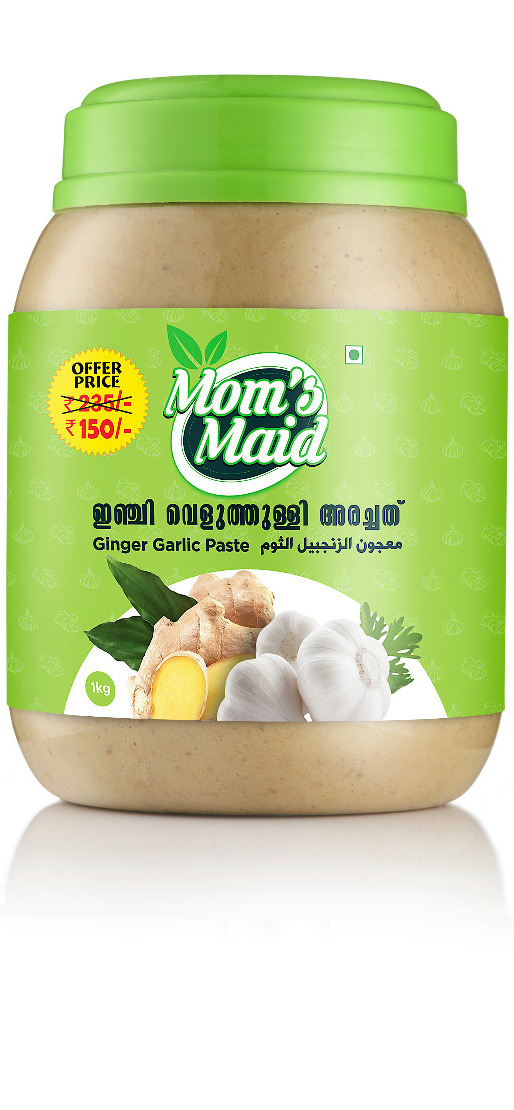 OFFER
PRICE
₹ 235/-
₹ 150/-
Mom's
Maid
ഇഞ്ചി വെളുത്തുള്ളി അരച്ചത്
Ginger Garlic Paste معجون الزنجبيل الثوم
1kg